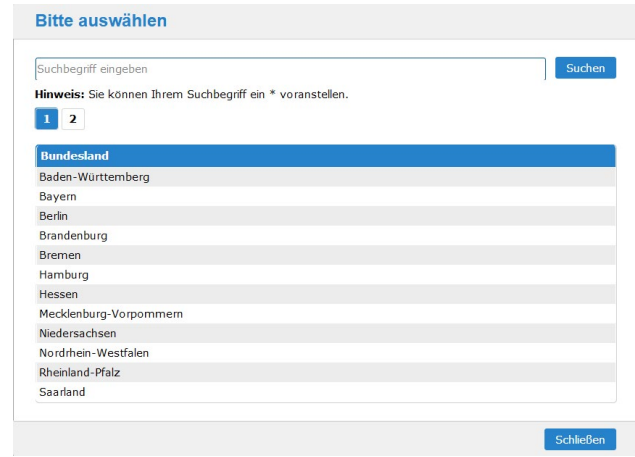 Bitte auswählen
Suchbegriff eingeben
Suchen
Hinweis: Sie können Ihrem Suchbegriff ein * voranstellen.
1 2
Bundesland
Baden-Württemberg
Bayern
Berlin
Brandenburg
Bremen
Hamburg
Hessen
Mecklenburg-Vorpommern
Niedersachsen
Nordrhein-Westfalen
Rheinland-Pfalz
Saarland
Schließen